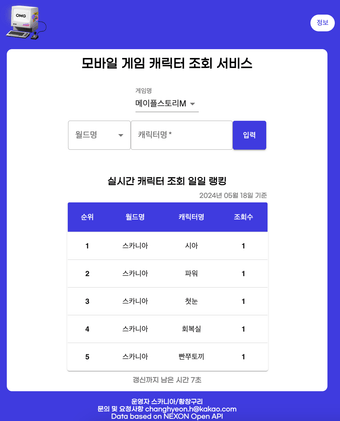 OMG
정보
모바일 게임 캐릭터 조회 서비스
게임명
메이플스토리M
월드명 캐릭터명 * 입력
실시간 캐릭터 조회 일일 랭킹
2024년 05월 18일 기준
순위 월드명 캐릭터명 조회수
1 스카니아 시아 1
2 스카니아 파워 1
3 스카니아 첫눈 1
4 스카니아 회복실 1
5 스카니아 빤쭈토끼 1
갱신까지 남은 시간 7초
운영자 스카니아/황장구리
문의 및 요청사항 changhyeon.h@kakao.com
Data based on NEXON Open API